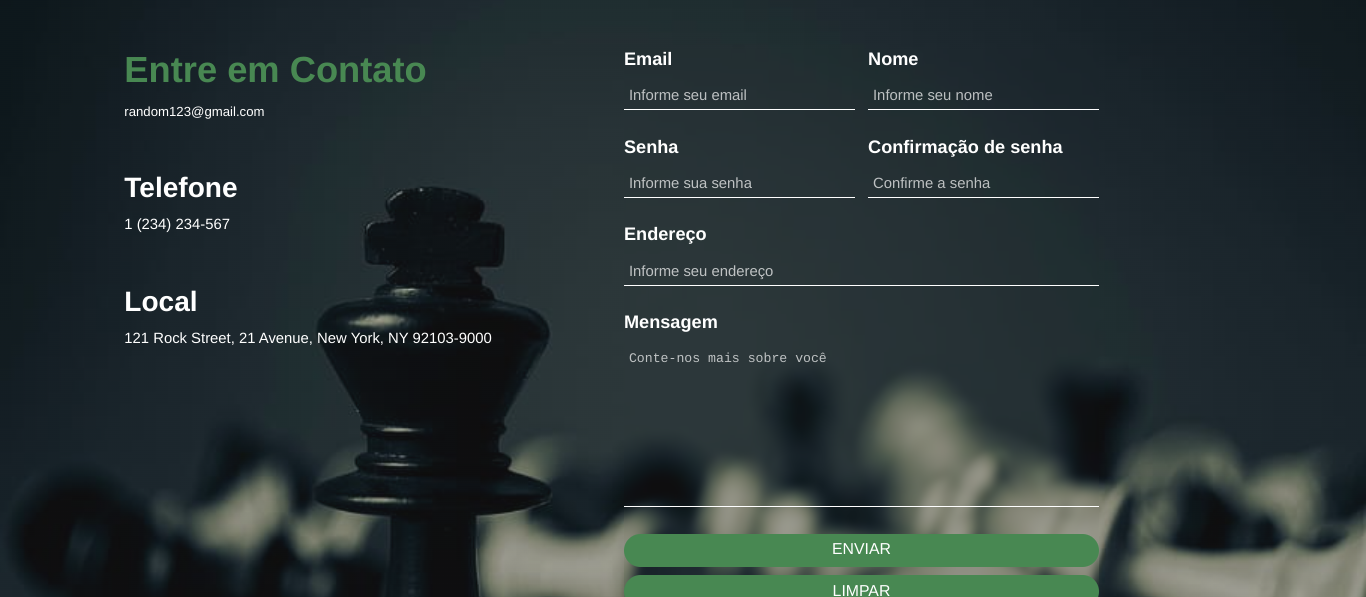 Entre em Contato
random123@gmail.com
Telefone
1 (234) 234-567
Local
121 Rock Street, 21 Avenue, New York, NY 92103-9000
Email
Informe seu email
Nome
Informe seu nome
Senha
Informe sua senha
Confirmação de senha
Confirme a senha
Endereço
Informe seu endereço
Mensagem
Conte-nos mais sobre você
ENVIAR
LIMPAR